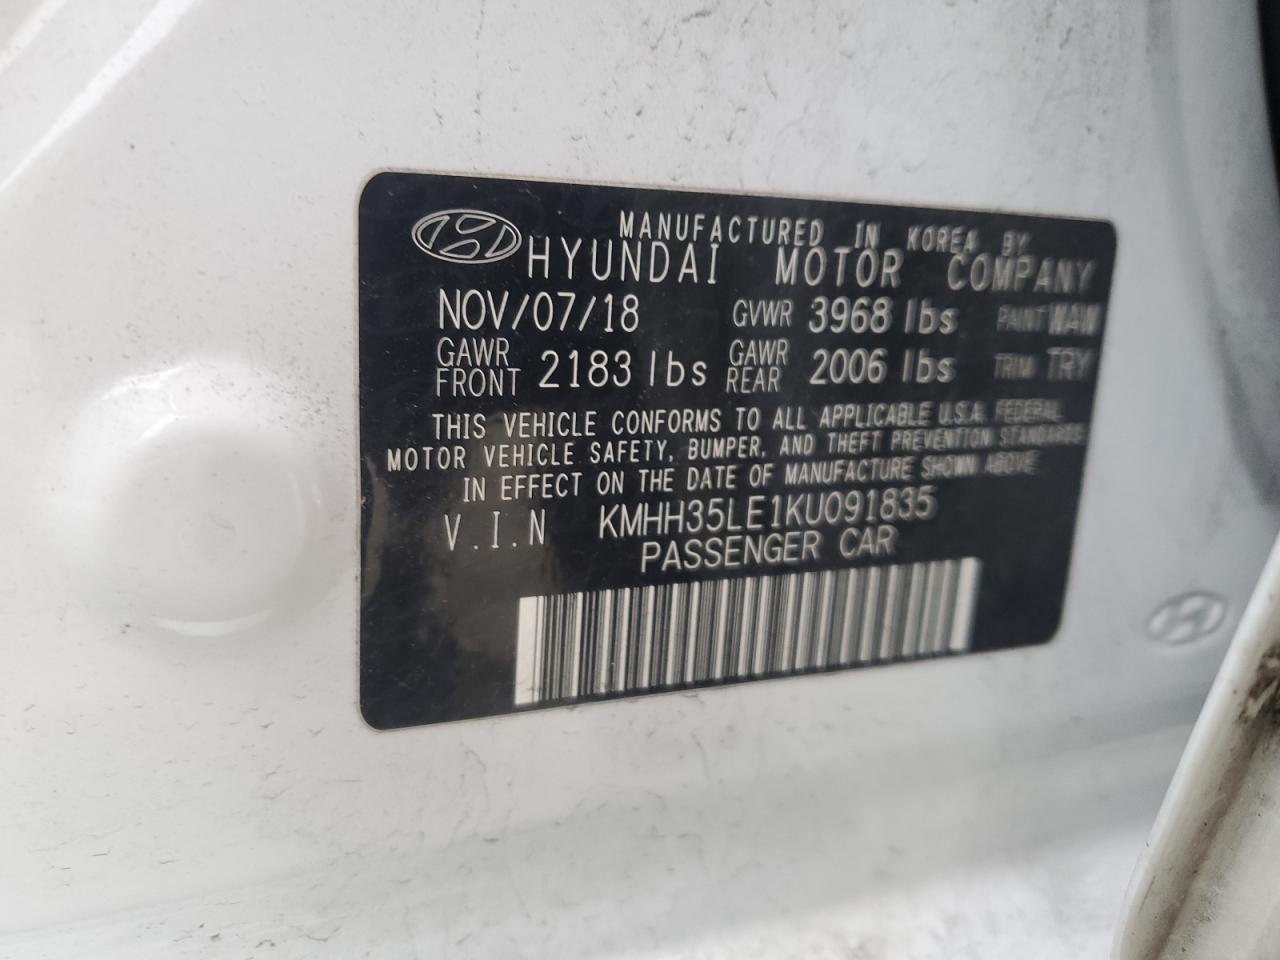 MANUFACTURED IN KOREA BY
HYUNDAI MOTOR COMPANY
NOV/07/18 GVWR 3968 lbs PAINT WAW
GAWR FRONT 2183 lbs GAWR REAR 2006 lbs TRIM TRY
THIS VEHICLE CONFORMS TO ALL APPLICABLE U.S.A. FEDERAL
MOTOR VEHICLE SAFETY, BUMPER, AND THEFT PREVENTION STANDARDS
IN EFFECT ON THE DATE OF MANUFACTURE SHOWN ABOVE
V.I.N KMHH35LE1KU091835
PASSENGER CAR